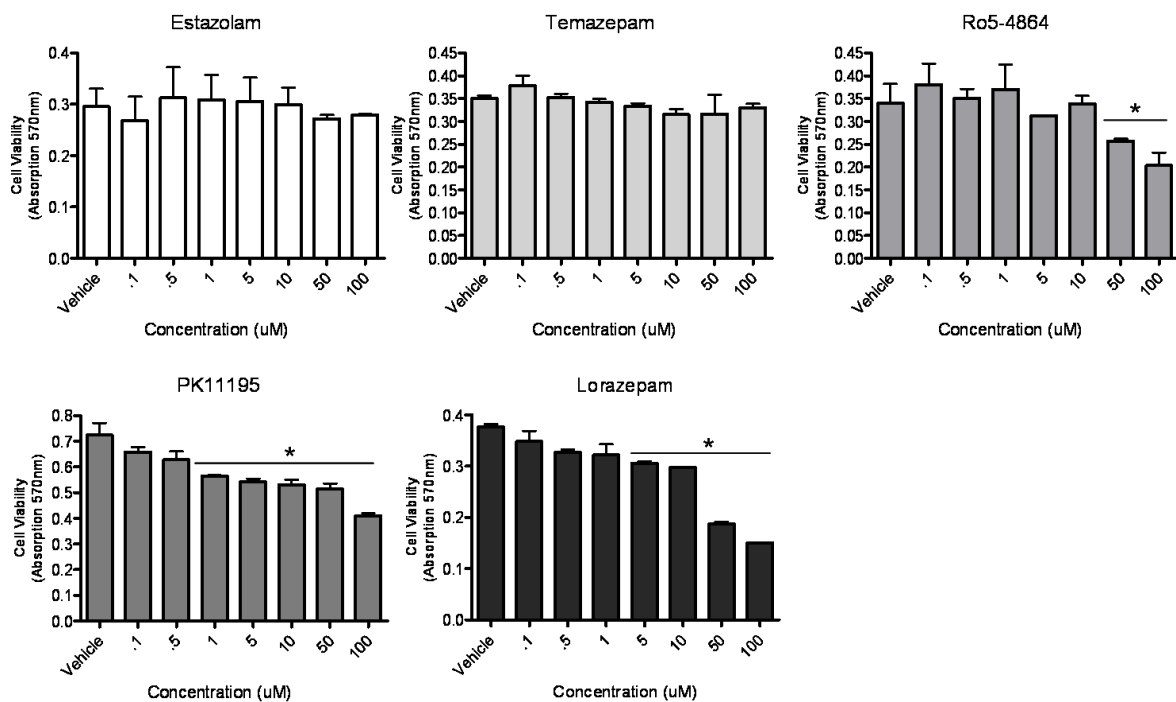 Estazolam
Cell Viability
(Absorption 570nm)
0.4
0.3
0.2
0.1
0.0
Vehicle .1 .5 1 5 10 50 100
Concentration (uM)
Temazepam
Cell Viability
(Absorption 570nm)
0.45
0.40
0.35
0.30
0.25
0.20
0.15
0.10
0.05
0.00
Vehicle .1 .5 1 5 10 50 100
Concentration (uM)
Ro5-4864
Cell Viability
(Absorption 570nm)
0.45
0.40
0.35
0.30
0.25
0.20
0.15
0.10
0.05
0.00
*
Vehicle .1 .5 1 5 10 50 100
Concentration (uM)
PK11195
Cell Viability
(Absorption 570nm)
0.8
0.7
0.6
0.5
0.4
0.3
0.2
0.1
0.0
*
Vehicle .1 .5 1 5 10 50 100
Concentration (uM)
Lorazepam
Cell Viability
(Absorption 570nm)
0.4
0.3
0.2
0.1
0.0
*
Vehicle .1 .5 1 5 10 50 100
Concentration (uM)